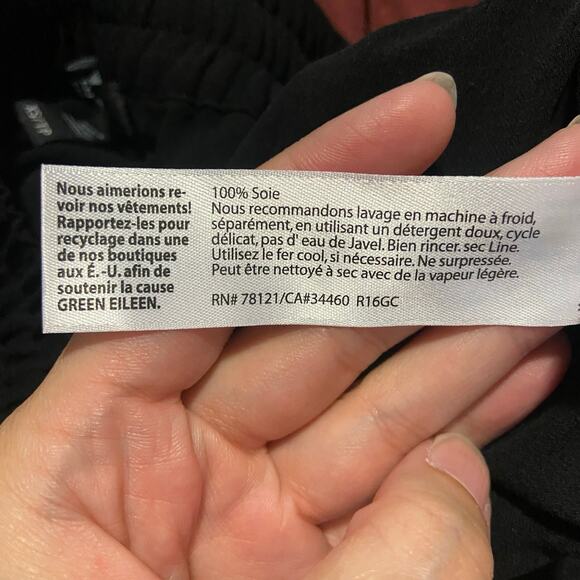 Nous aimerions re-
voir nos vêtements!
Rapportez-les pour
recyclage dans une
de nos boutiques
aux É.-U. afin de
soutenir la cause
GREEN EILEEN.
100% Soie
Nous recommandons lavage en machine à froid,
séparément, en utilisant un détergent doux, cycle
délicat, pas d' eau de Javel. Bien rincer. sec Line.
Utilisez le fer cool, si nécessaire. Ne surpressée.
Peut être nettoyé à sec avec de la vapeur légère.
RN# 78121/CA#34460 R16GC